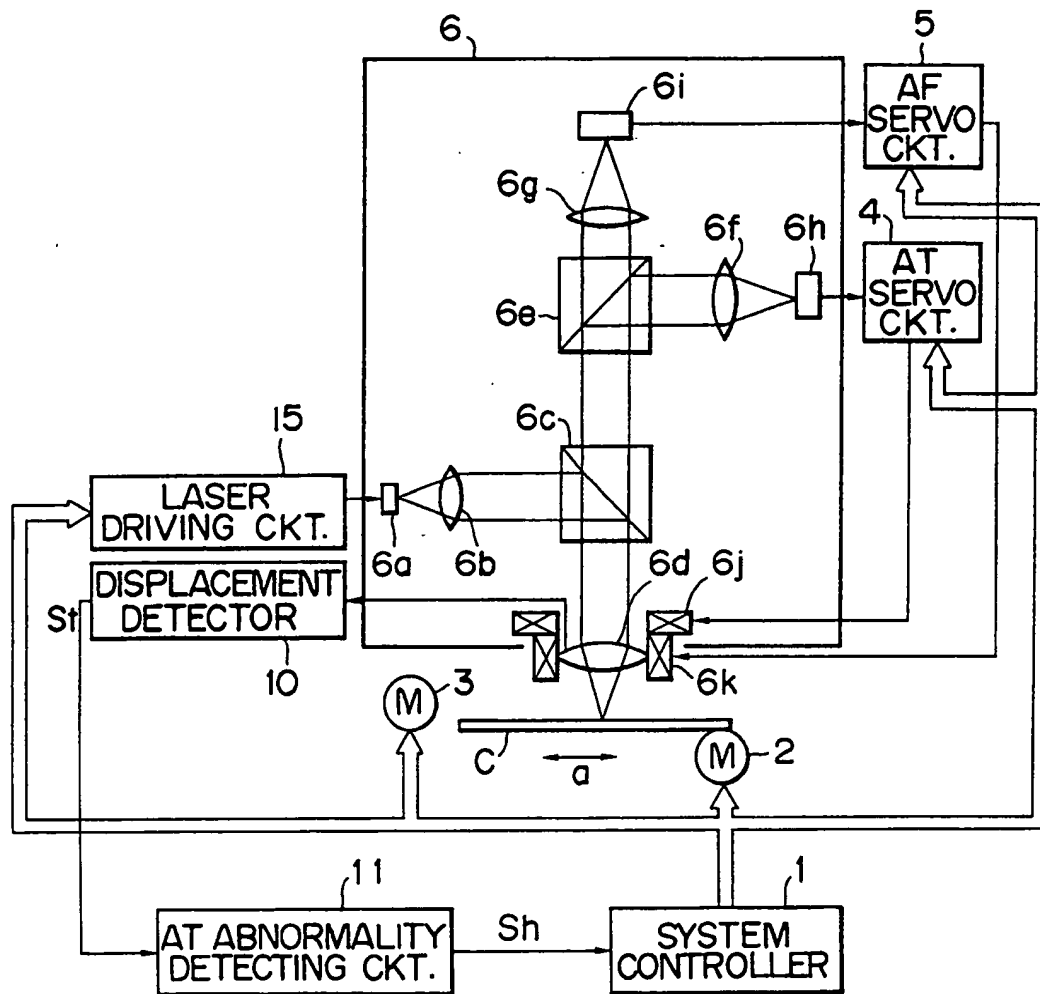 6
5
6i
AF
SERVO
CKT.
6g
4
6f
6h
AT
SERVO
CKT.
6e
6c
15
LASER
DRIVING CKT.
6a
6b
6d
6j
DISPLACEMENT
DETECTOR
St
10
3
6k
M
C
a
M
2
11
1
AT ABNORMALITY
DETECTING CKT.
Sh
SYSTEM
CONTROLLER